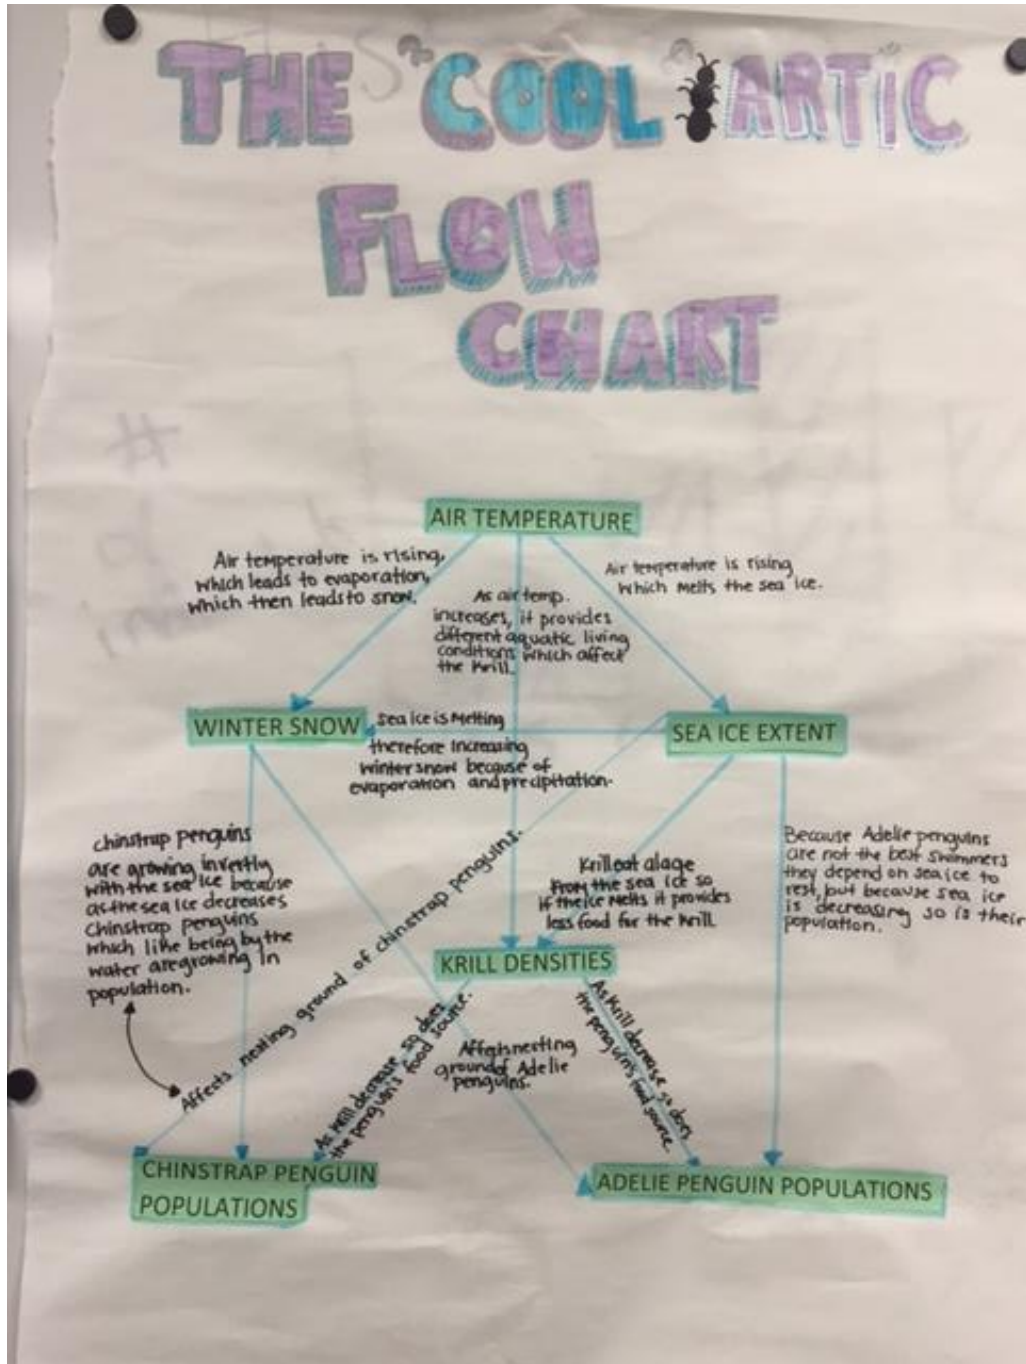 THE "COOL" ARTIC
FLOW
CHART
AIR TEMPERATURE
Air temperature is rising,
which leads to evaporation,
which then leads to snow.
As air temp.
increases, it provides
different aquatic living
conditions which affect
the krill.
Air temperature is rising
which melts the sea ice.
WINTER SNOW
sea ice is melting
therefore increasing
winter snow because of
evaporation and precipitation.
SEA ICE EXTENT
chinstrap penguins
are growing invertly
with the sea ice because
as the sea ice decreases
chinstrap penguins
which like being by the
water are growing in
population.
Affects nesting ground of chinstrap penguins.
Krill eat alage
from the sea ice so
if the ice melts it provides
less food for the krill
Because Adelie penguins
are not the best swimmers
they depend on sea ice to
rest, but because sea ice
is decreasing so is their
population.
KRILL DENSITIES
As krill decrease so does
the penguin's food source.
Affects nesting
ground of Adelie
penguins.
As krill decrease so does
the penguins food source
CHINSTRAP PENGUIN
POPULATIONS
ADELIE PENGUIN POPULATIONS